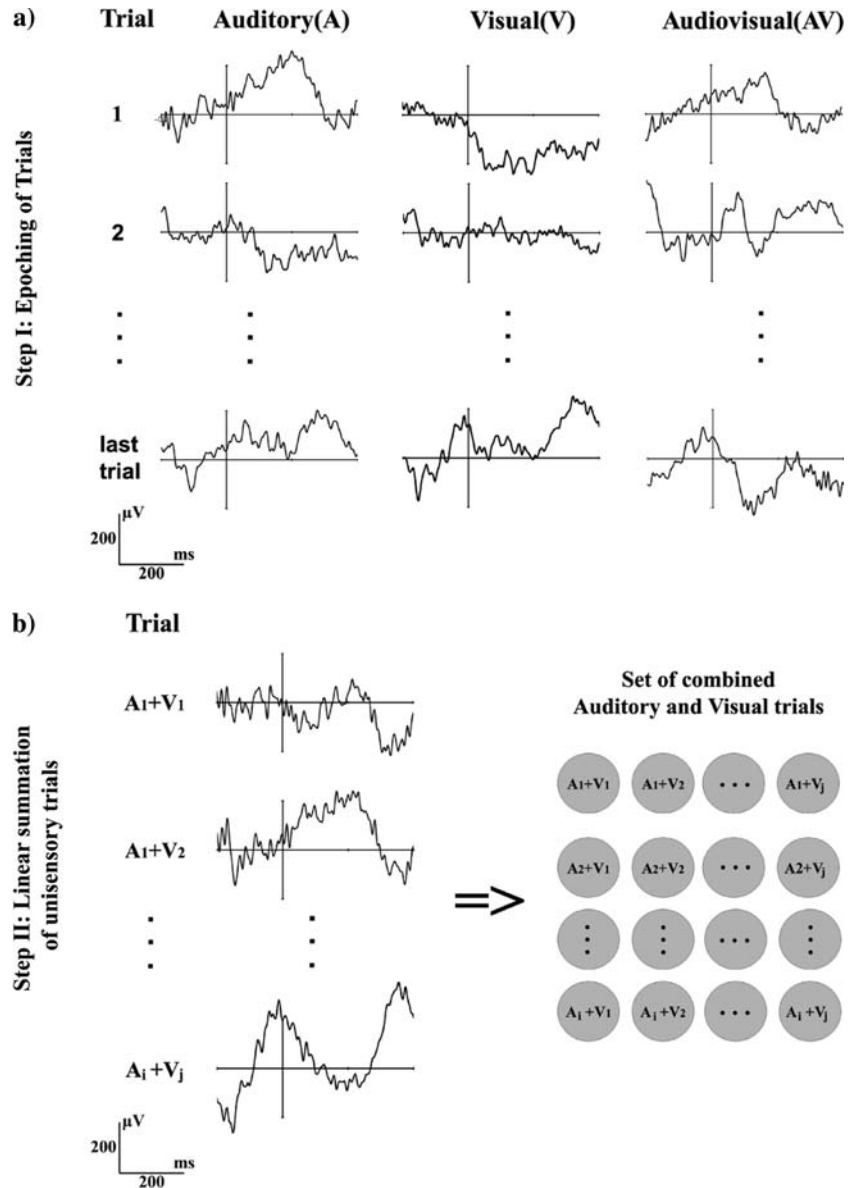 a) Trial Auditory(A) Visual(V) Audiovisual(AV)
Step I: Epoching of Trials
1
2
last
trial
µV
200
ms
200
b) Trial
Step II: Linear summation
of unisensory trials
A1+V1
A1+V2
Ai+Vj
µV
200
ms
200
=>
Set of combined
Auditory and Visual trials
A1+V1 A1+V2 • • • A1+Vj
A2+V1 A2+V2 • • • A2+Vj
• • •
Ai+V1 Ai+V2 • • • Ai+Vj